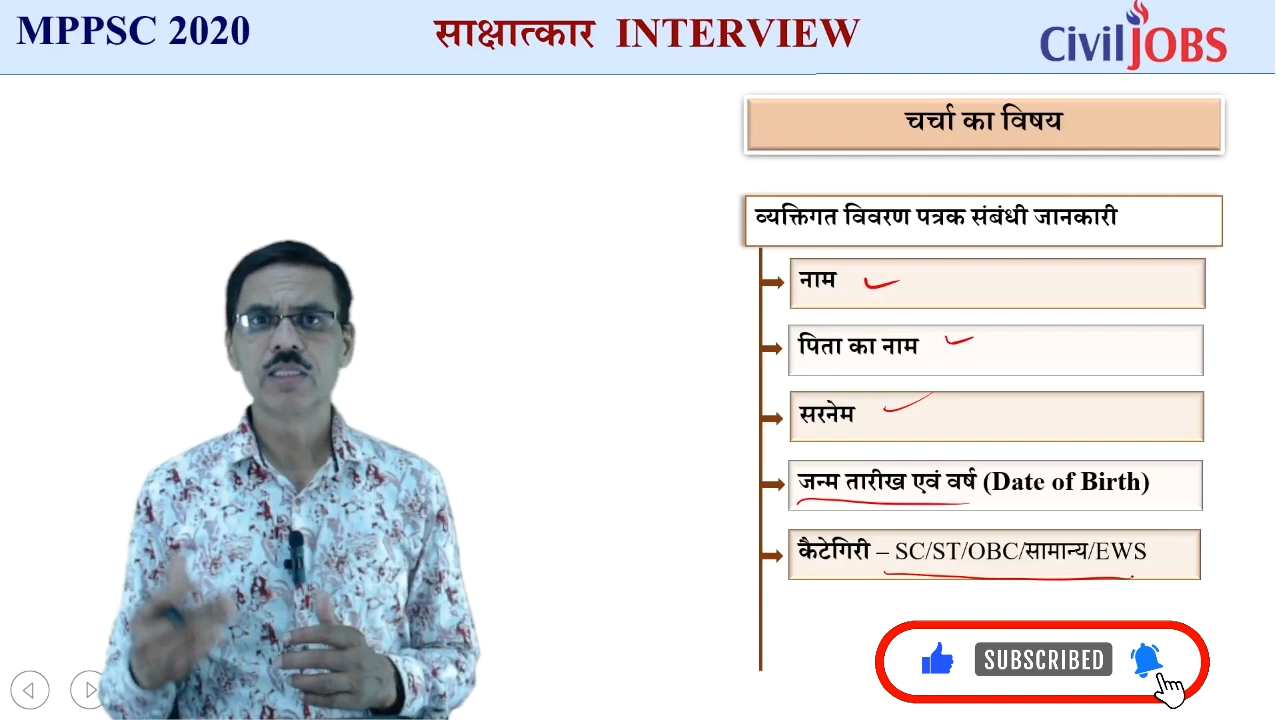 MPPSC 2020
साक्षात्कार INTERVIEW
CivilJOBS
चर्चा का विषय
व्यक्तिगत विवरण पत्रक संबंधी जानकारी
नाम
पिता का नाम
सरनेम
जन्म तारीख एवं वर्ष (Date of Birth)
कैटेगिरी – SC/ST/OBC/सामान्य/EWS
SUBSCRIBED